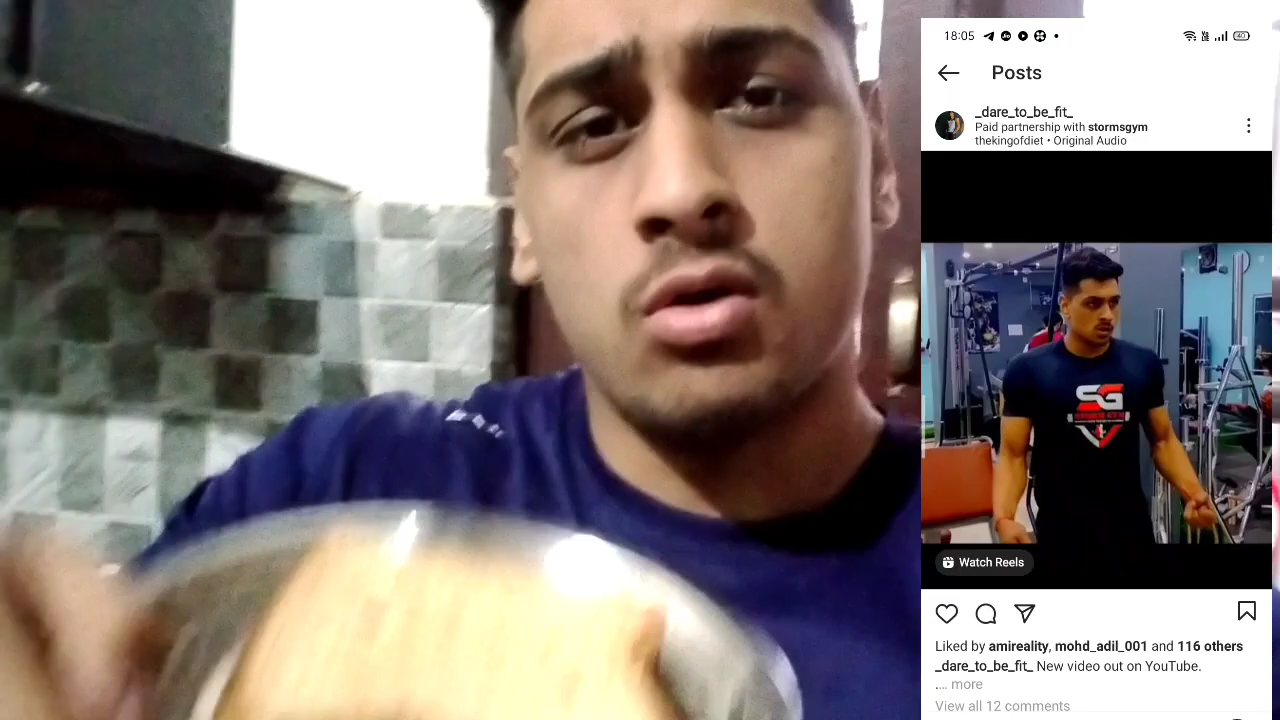 18:05
Posts
_dare_to_be_fit_
Paid partnership with stormsgym
thekingofdiet • Original Audio
SG
Watch Reels
Liked by amireality, mohd_adil_001 and 116 others
_dare_to_be_fit_ New video out on YouTube.
.... more
View all 12 comments